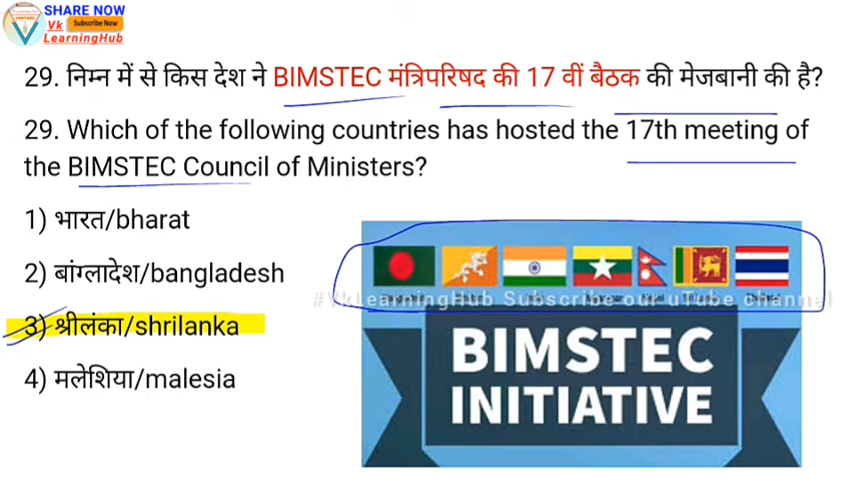 SHARE NOW
Vk Subscribe Now
LearningHub
29. निम्न में से किस देश ने BIMSTEC मंत्रिपरिषद की 17 वीं बैठक की मेजबानी की है?
29. Which of the following countries has hosted the 17th meeting of
the BIMSTEC Council of Ministers?
1) भारत/bharat
2) बांग्लादेश/bangladesh
3) श्रीलंका/shrilanka
4) मलेशिया/malesia
#VkLearningHub Subscribe our uTube channel
BIMSTEC
INITIATIVE